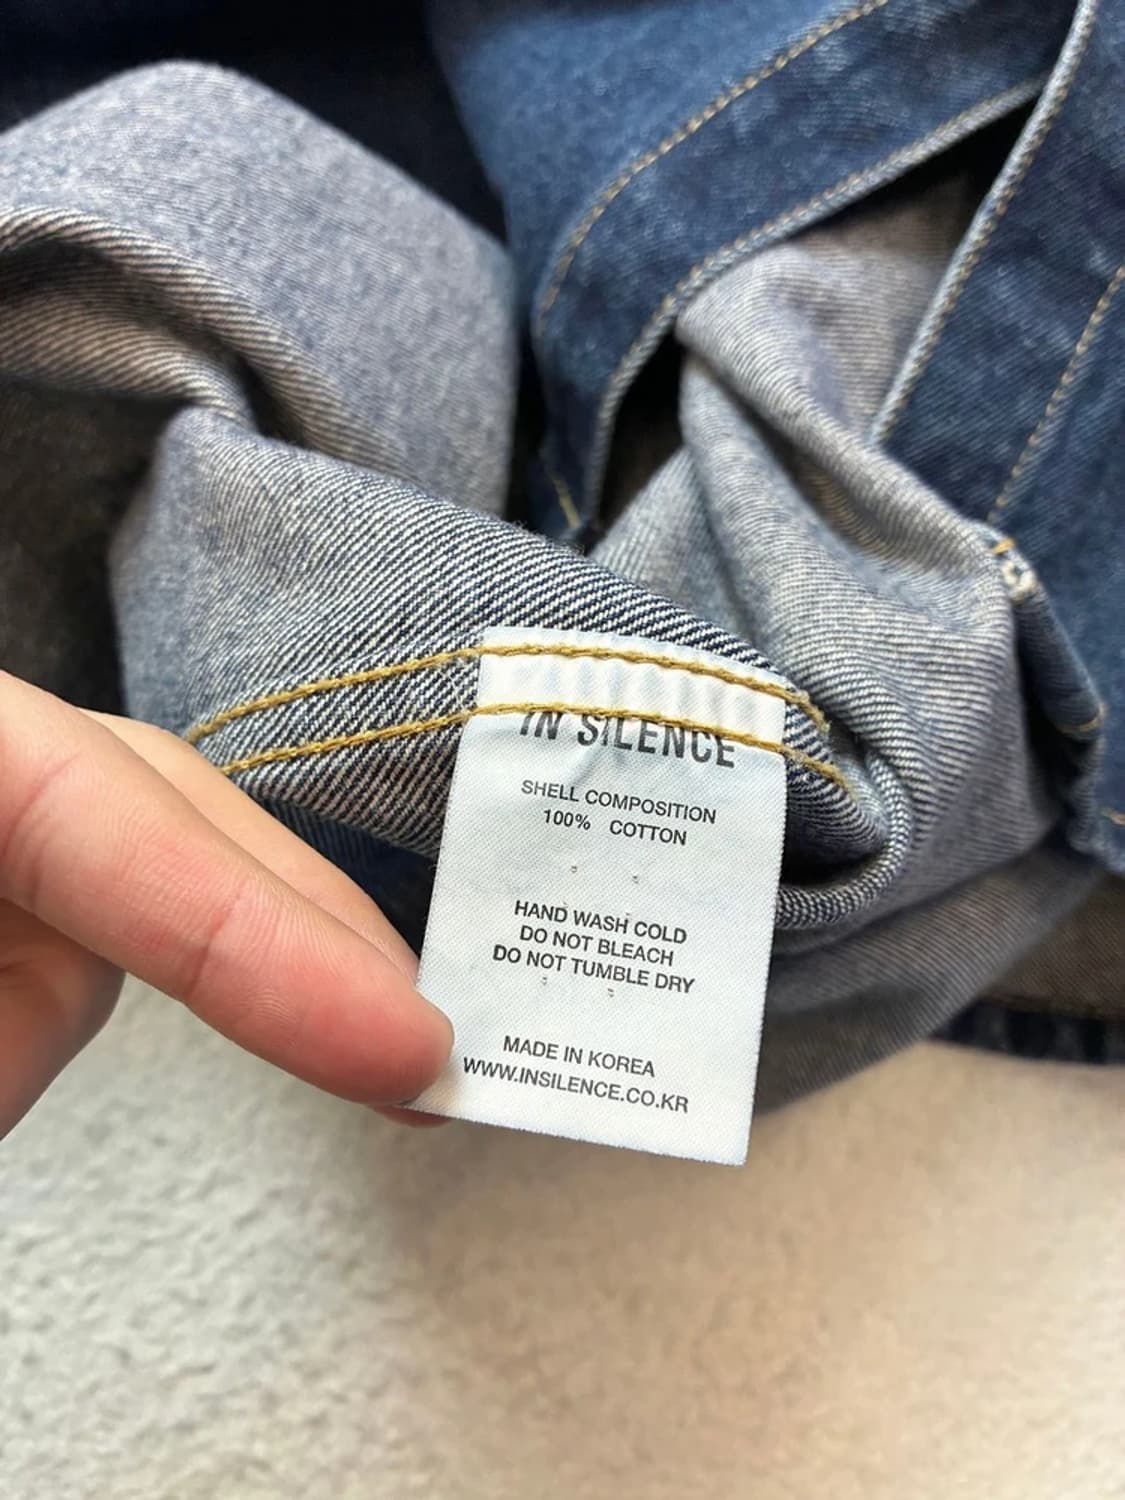 IN SILENCE
SHELL COMPOSITION
100% COTTON
HAND WASH COLD
DO NOT BLEACH
DO NOT TUMBLE DRY
MADE IN KOREA
WWW.INSILENCE.CO.KR